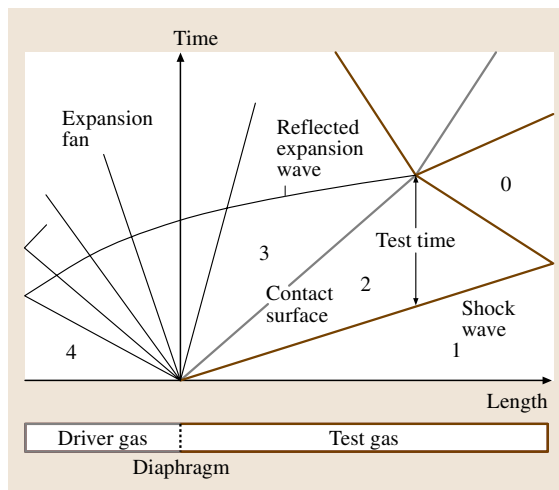 Time
Expansion
fan
Reflected
expansion
wave
0
3
Test time
2
Contact
surface
Shock
wave
4
1
Length
Driver gas
Test gas
Diaphragm